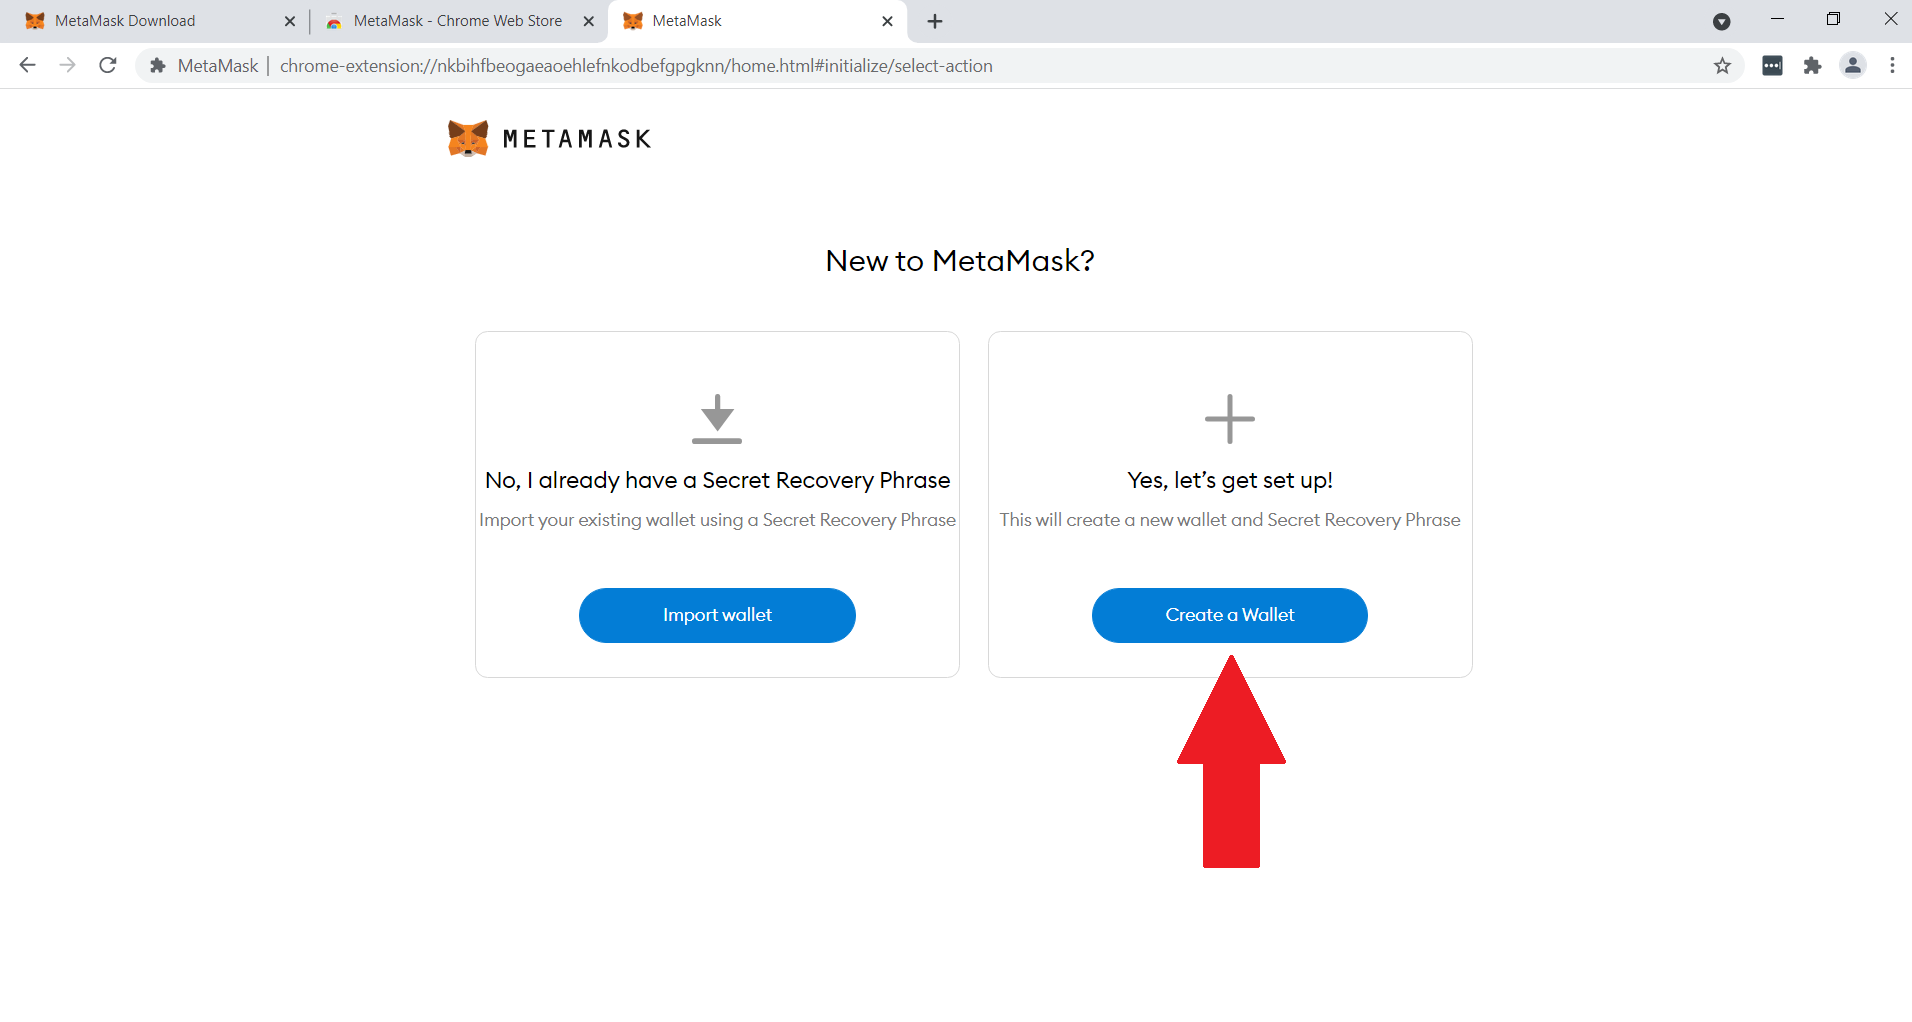 MetaMask Download
MetaMask - Chrome Web Store
MetaMask
MetaMask | chrome-extension://nkbihfbeogaeaoehlefnkodbefgpgknn/home.html#initialize/select-action
METAMASK
New to MetaMask?
No, I already have a Secret Recovery Phrase
Import your existing wallet using a Secret Recovery Phrase
Import wallet
Yes, let’s get set up!
This will create a new wallet and Secret Recovery Phrase
Create a Wallet